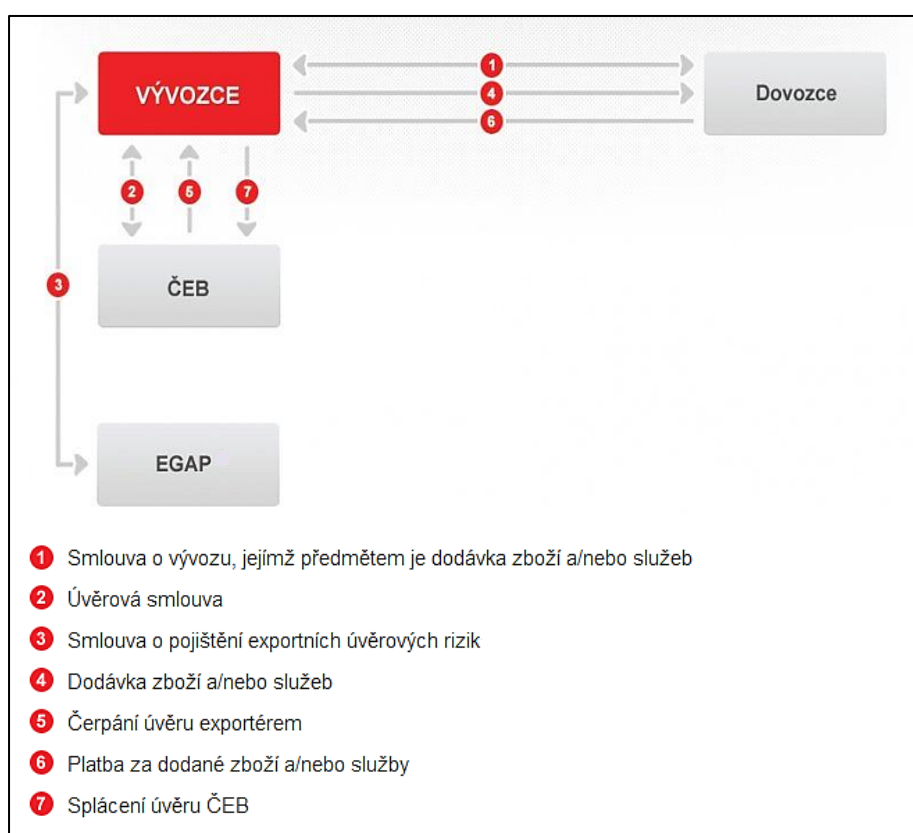 1
VÝVOZCE
4
Dovozce
6
2
5
7
3
ČEB
EGAP
1 Smlouva o vývozu, jejímž předmětem je dodávka zboží a/nebo služeb
2 Úvěrová smlouva
3 Smlouva o pojištění exportních úvěrových rizik
4 Dodávka zboží a/nebo služeb
5 Čerpání úvěru exportérem
6 Platba za dodané zboží a/nebo služby
7 Splácení úvěru ČEB